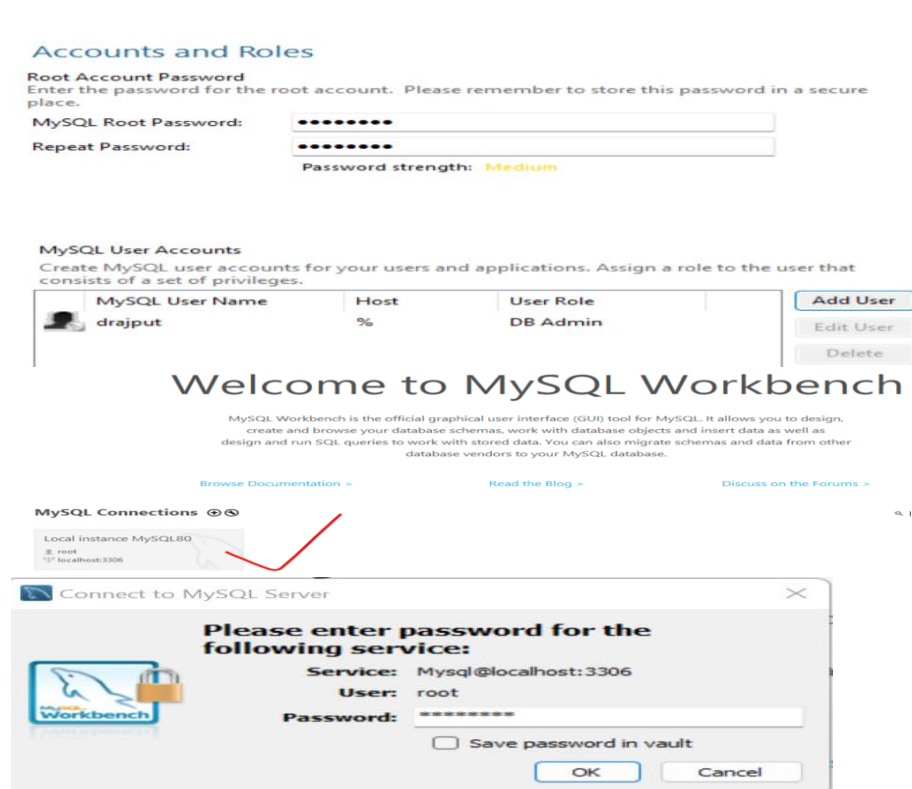 Accounts and Roles
Root Account Password
Enter the password for the root account. Please remember to store this password in a secure
place.
MySQL Root Password: ••••••••
Repeat Password: ••••••••
Password strength: Medium
MySQL User Accounts
Create MySQL user accounts for your users and applications. Assign a role to the user that
consists of a set of privileges.
MySQL User Name Host User Role Add User
drajput % DB Admin Edit User
Delete
Welcome to MySQL Workbench
MySQL Workbench is the official graphical user interface (GUI) tool for MySQL. It allows you to design,
create and browse your database schemas, work with database objects and insert data as well as
design and run SQL queries to work with stored data. You can also migrate schemas and data from other
database vendors to your MySQL database.
Browse Documentation > Read the Blog > Discuss on the Forums >
MySQL Connections
Local instance MySQL80
root
localhost:3306
Connect to MySQL Server
Please enter password for the
following service:
Service: Mysql@localhost:3306
User: root
Password: ********
Workbench
Save password in vault
OK Cancel